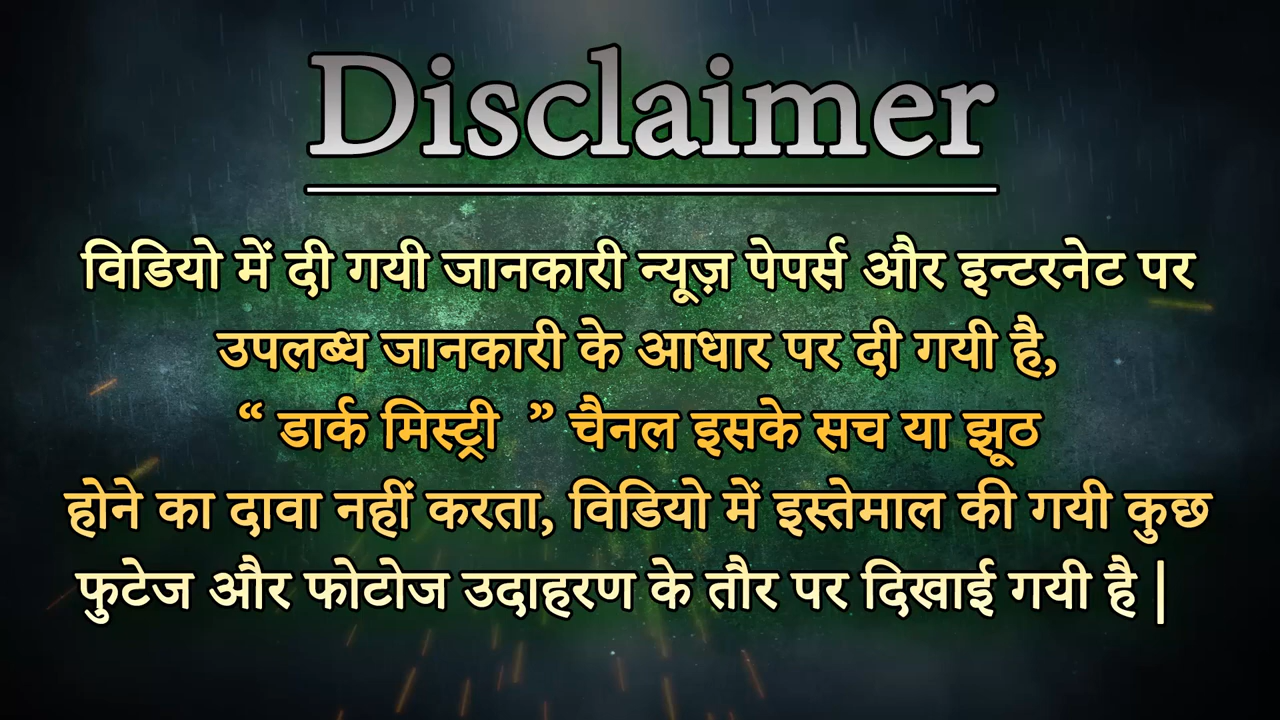 Disclaimer
विडियो में दी गयी जानकारी न्यूज़ पेपर्स और इन्टरनेट पर
उपलब्ध जानकारी के आधार पर दी गयी है,
“ डार्क मिस्ट्री ” चैनल इसके सच या झूठ
होने का दावा नहीं करता, विडियो में इस्तेमाल की गयी कुछ
फुटेज और फोटोज उदाहरण के तौर पर दिखाई गयी है |